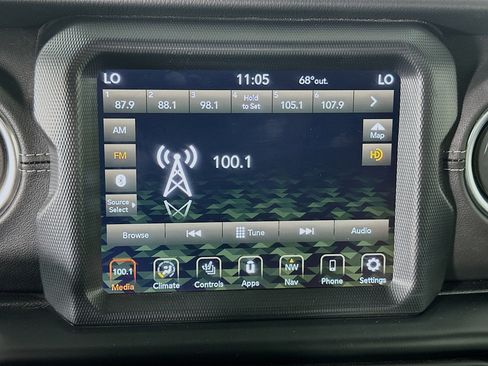 LO 11:05 68°out. LO
1 87.9 2 88.1 3 98.1 4 Hold to Set 5 105.1 6 107.9
AM
Map
FM
100.1
HD
Source Select
Browse Tune Audio
100.1 NW
Media Climate Controls Apps Nav Phone Settings